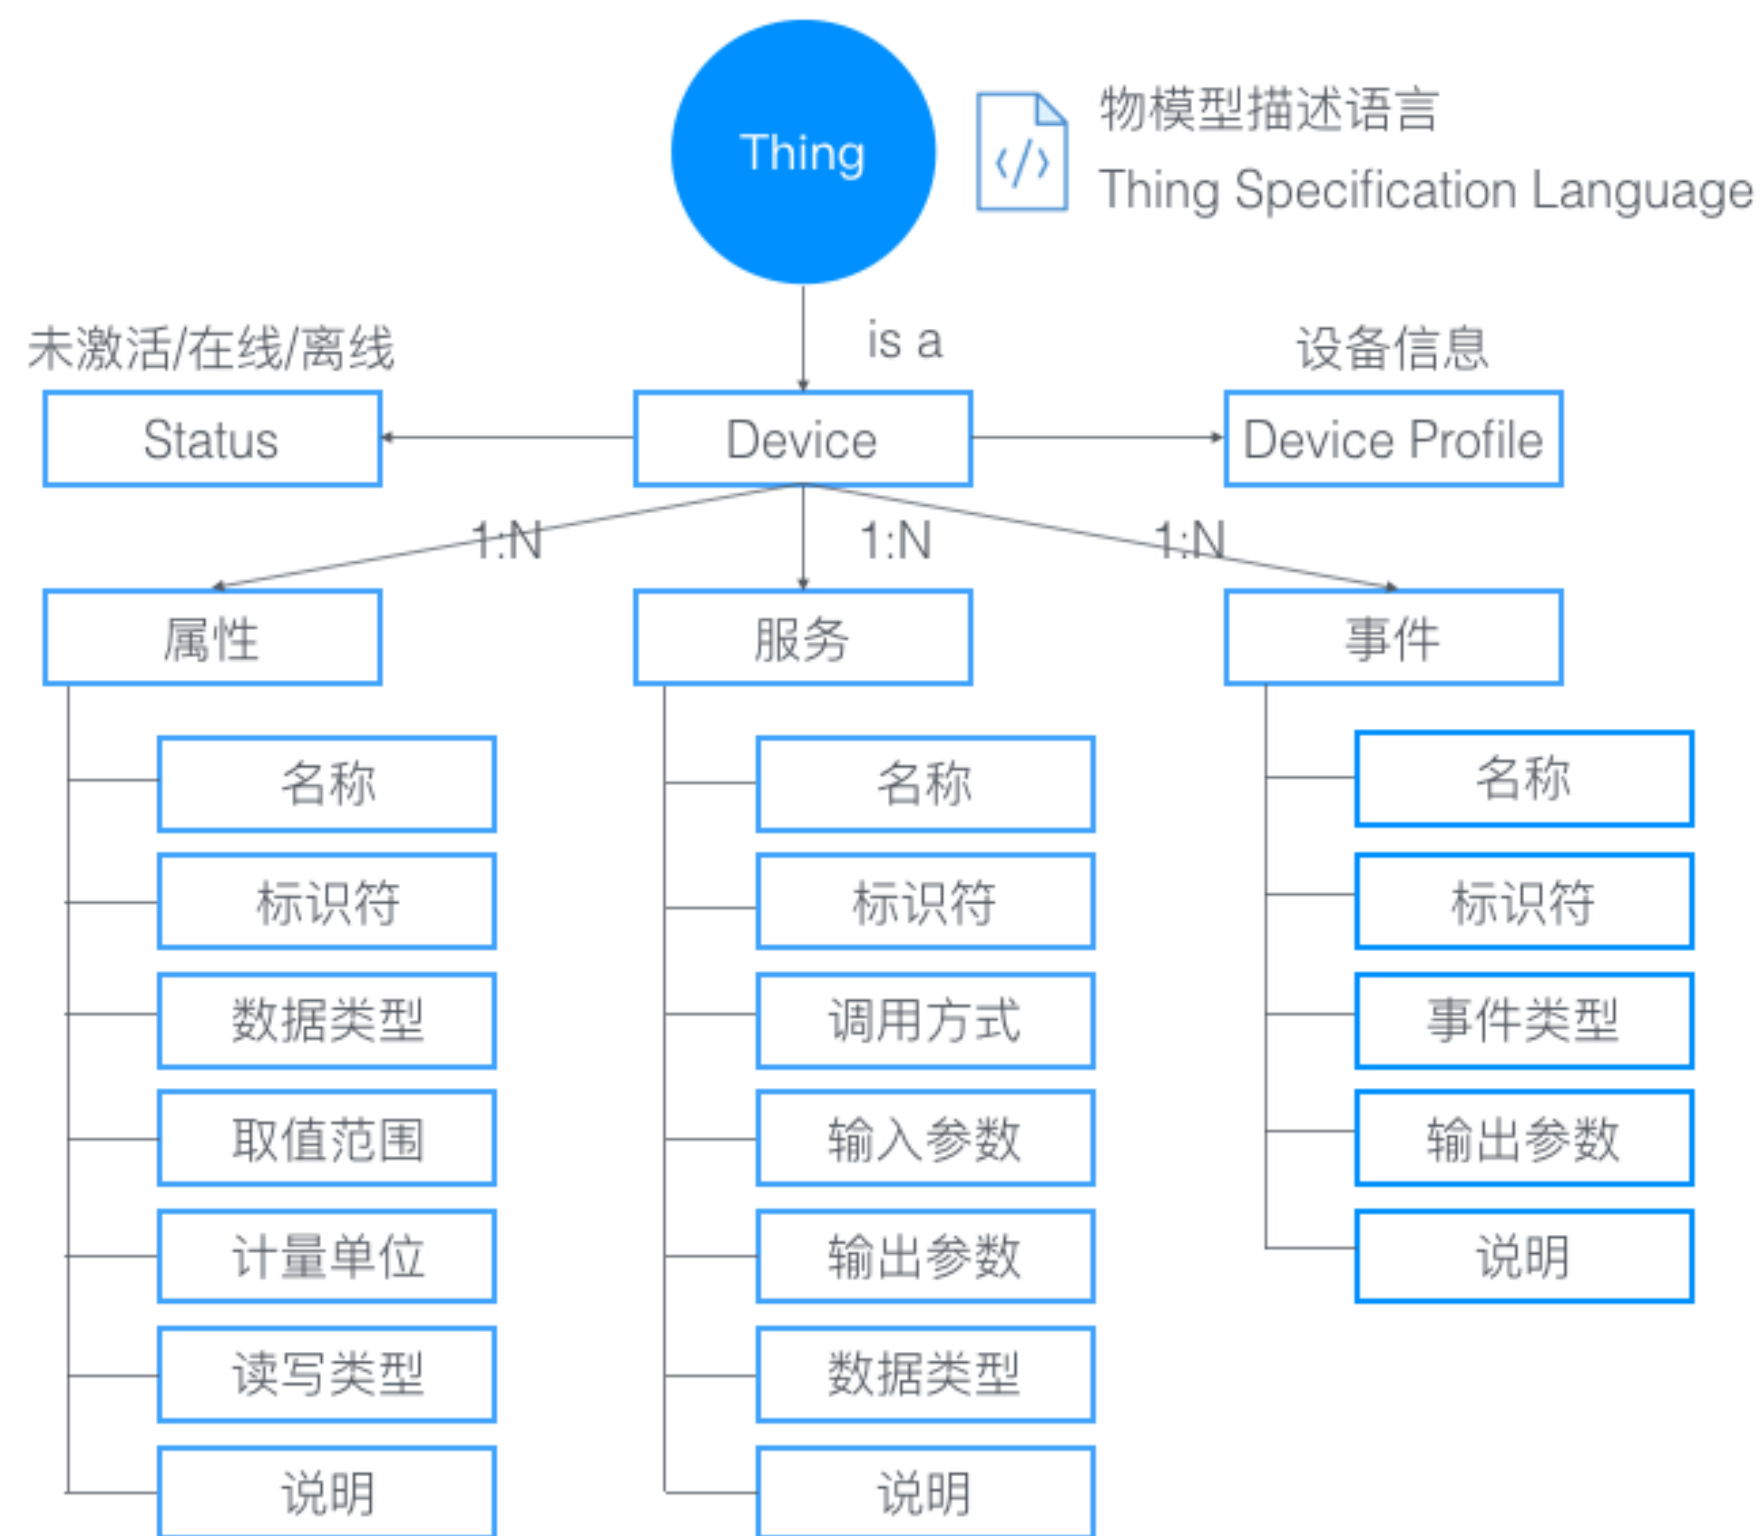 Thing
物模型描述语言
Thing Specification Language
is a
未激活/在线/离线
设备信息
Status
Device
Device Profile
1:N
1:N
1:N
属性
服务
事件
名称
标识符
数据类型
取值范围
计量单位
读写类型
说明
名称
标识符
调用方式
输入参数
输出参数
数据类型
说明
名称
标识符
事件类型
输出参数
说明